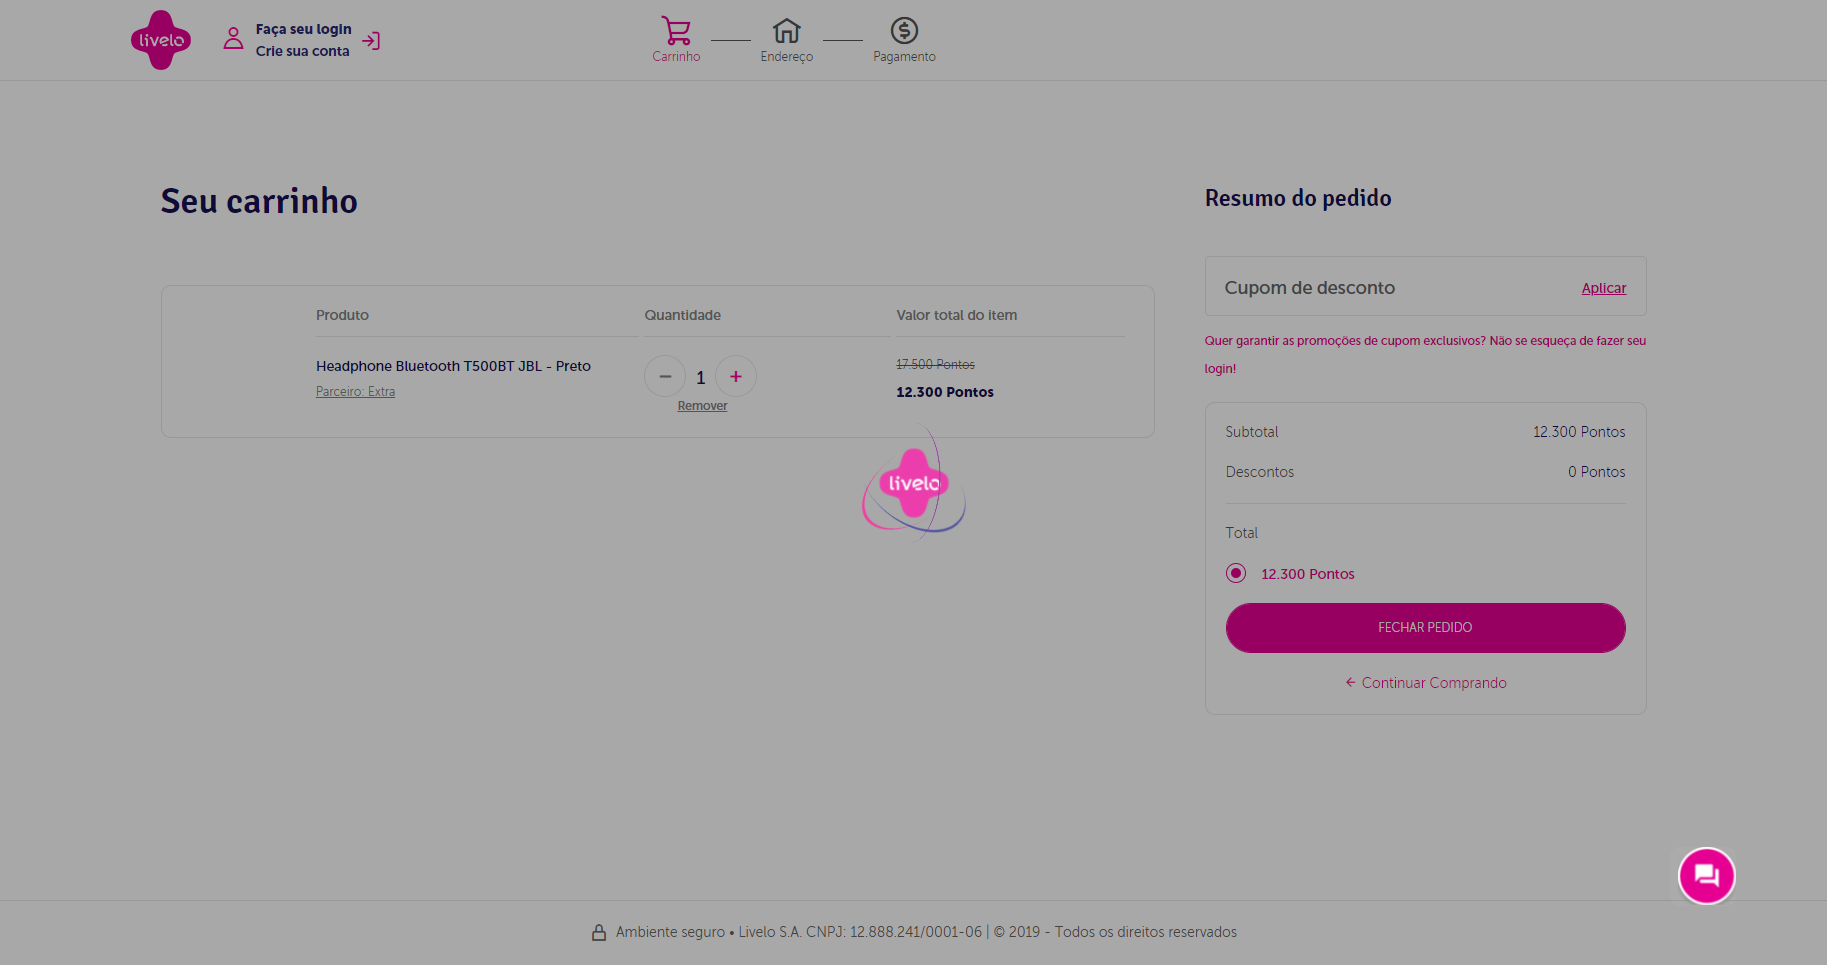 livelo
Faça seu login
Crie sua conta
Carrinho
Endereço
Pagamento
Seu carrinho
Produto
Quantidade
Valor total do item
Headphone Bluetooth T500BT JBL - Preto
Parceiro: Extra
1
Remover
17.500 Pontos
12.300 Pontos
livelo
Resumo do pedido
Cupom de desconto
Aplicar
Quer garantir as promoções de cupom exclusivos? Não se esqueça de fazer seu
login!
Subtotal
12.300 Pontos
Descontos
0 Pontos
Total
12.300 Pontos
FECHAR PEDIDO
Continuar Comprando
Ambiente seguro • Livelo S.A. CNPJ: 12.888.241/0001-06 | © 2019 - Todos os direitos reservados